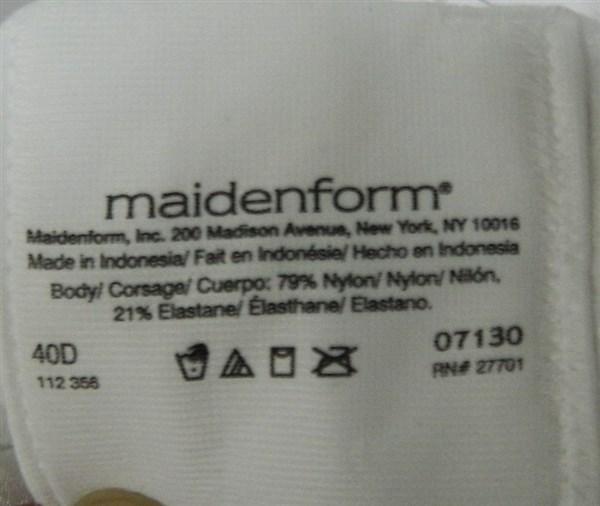 maidenform®
Maidenform, Inc. 200 Madison Avenue, New York, NY 10016
Made in Indonesia/ Fait en Indonésie/ Hecho en Indonesia
Body/ Corsage/ Cuerpo: 79% Nylon/ Nylon/ Nilón,
21% Elastane/ Élasthane/ Elastano.
40D
07130
112 356
RN# 27701